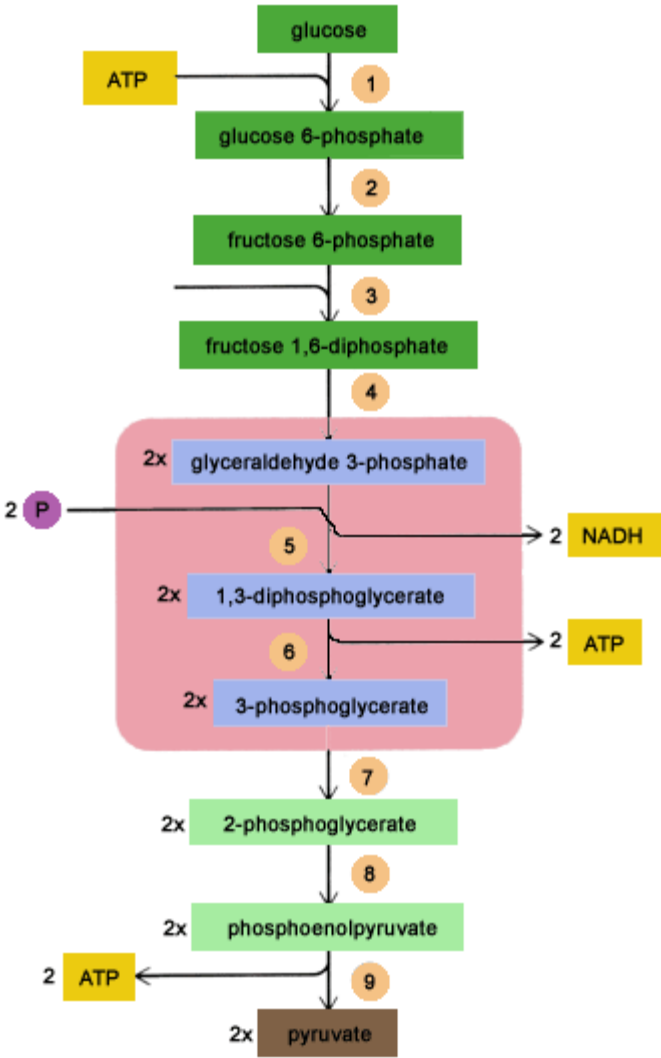 glucose
ATP
1
glucose 6-phosphate
2
fructose 6-phosphate
3
fructose 1,6-diphosphate
4
2x glyceraldehyde 3-phosphate
2 P
5
2 NADH
2x 1,3-diphosphoglycerate
6
2 ATP
2x 3-phosphoglycerate
7
2x 2-phosphoglycerate
8
2x phosphoenolpyruvate
2 ATP
9
2x pyruvate